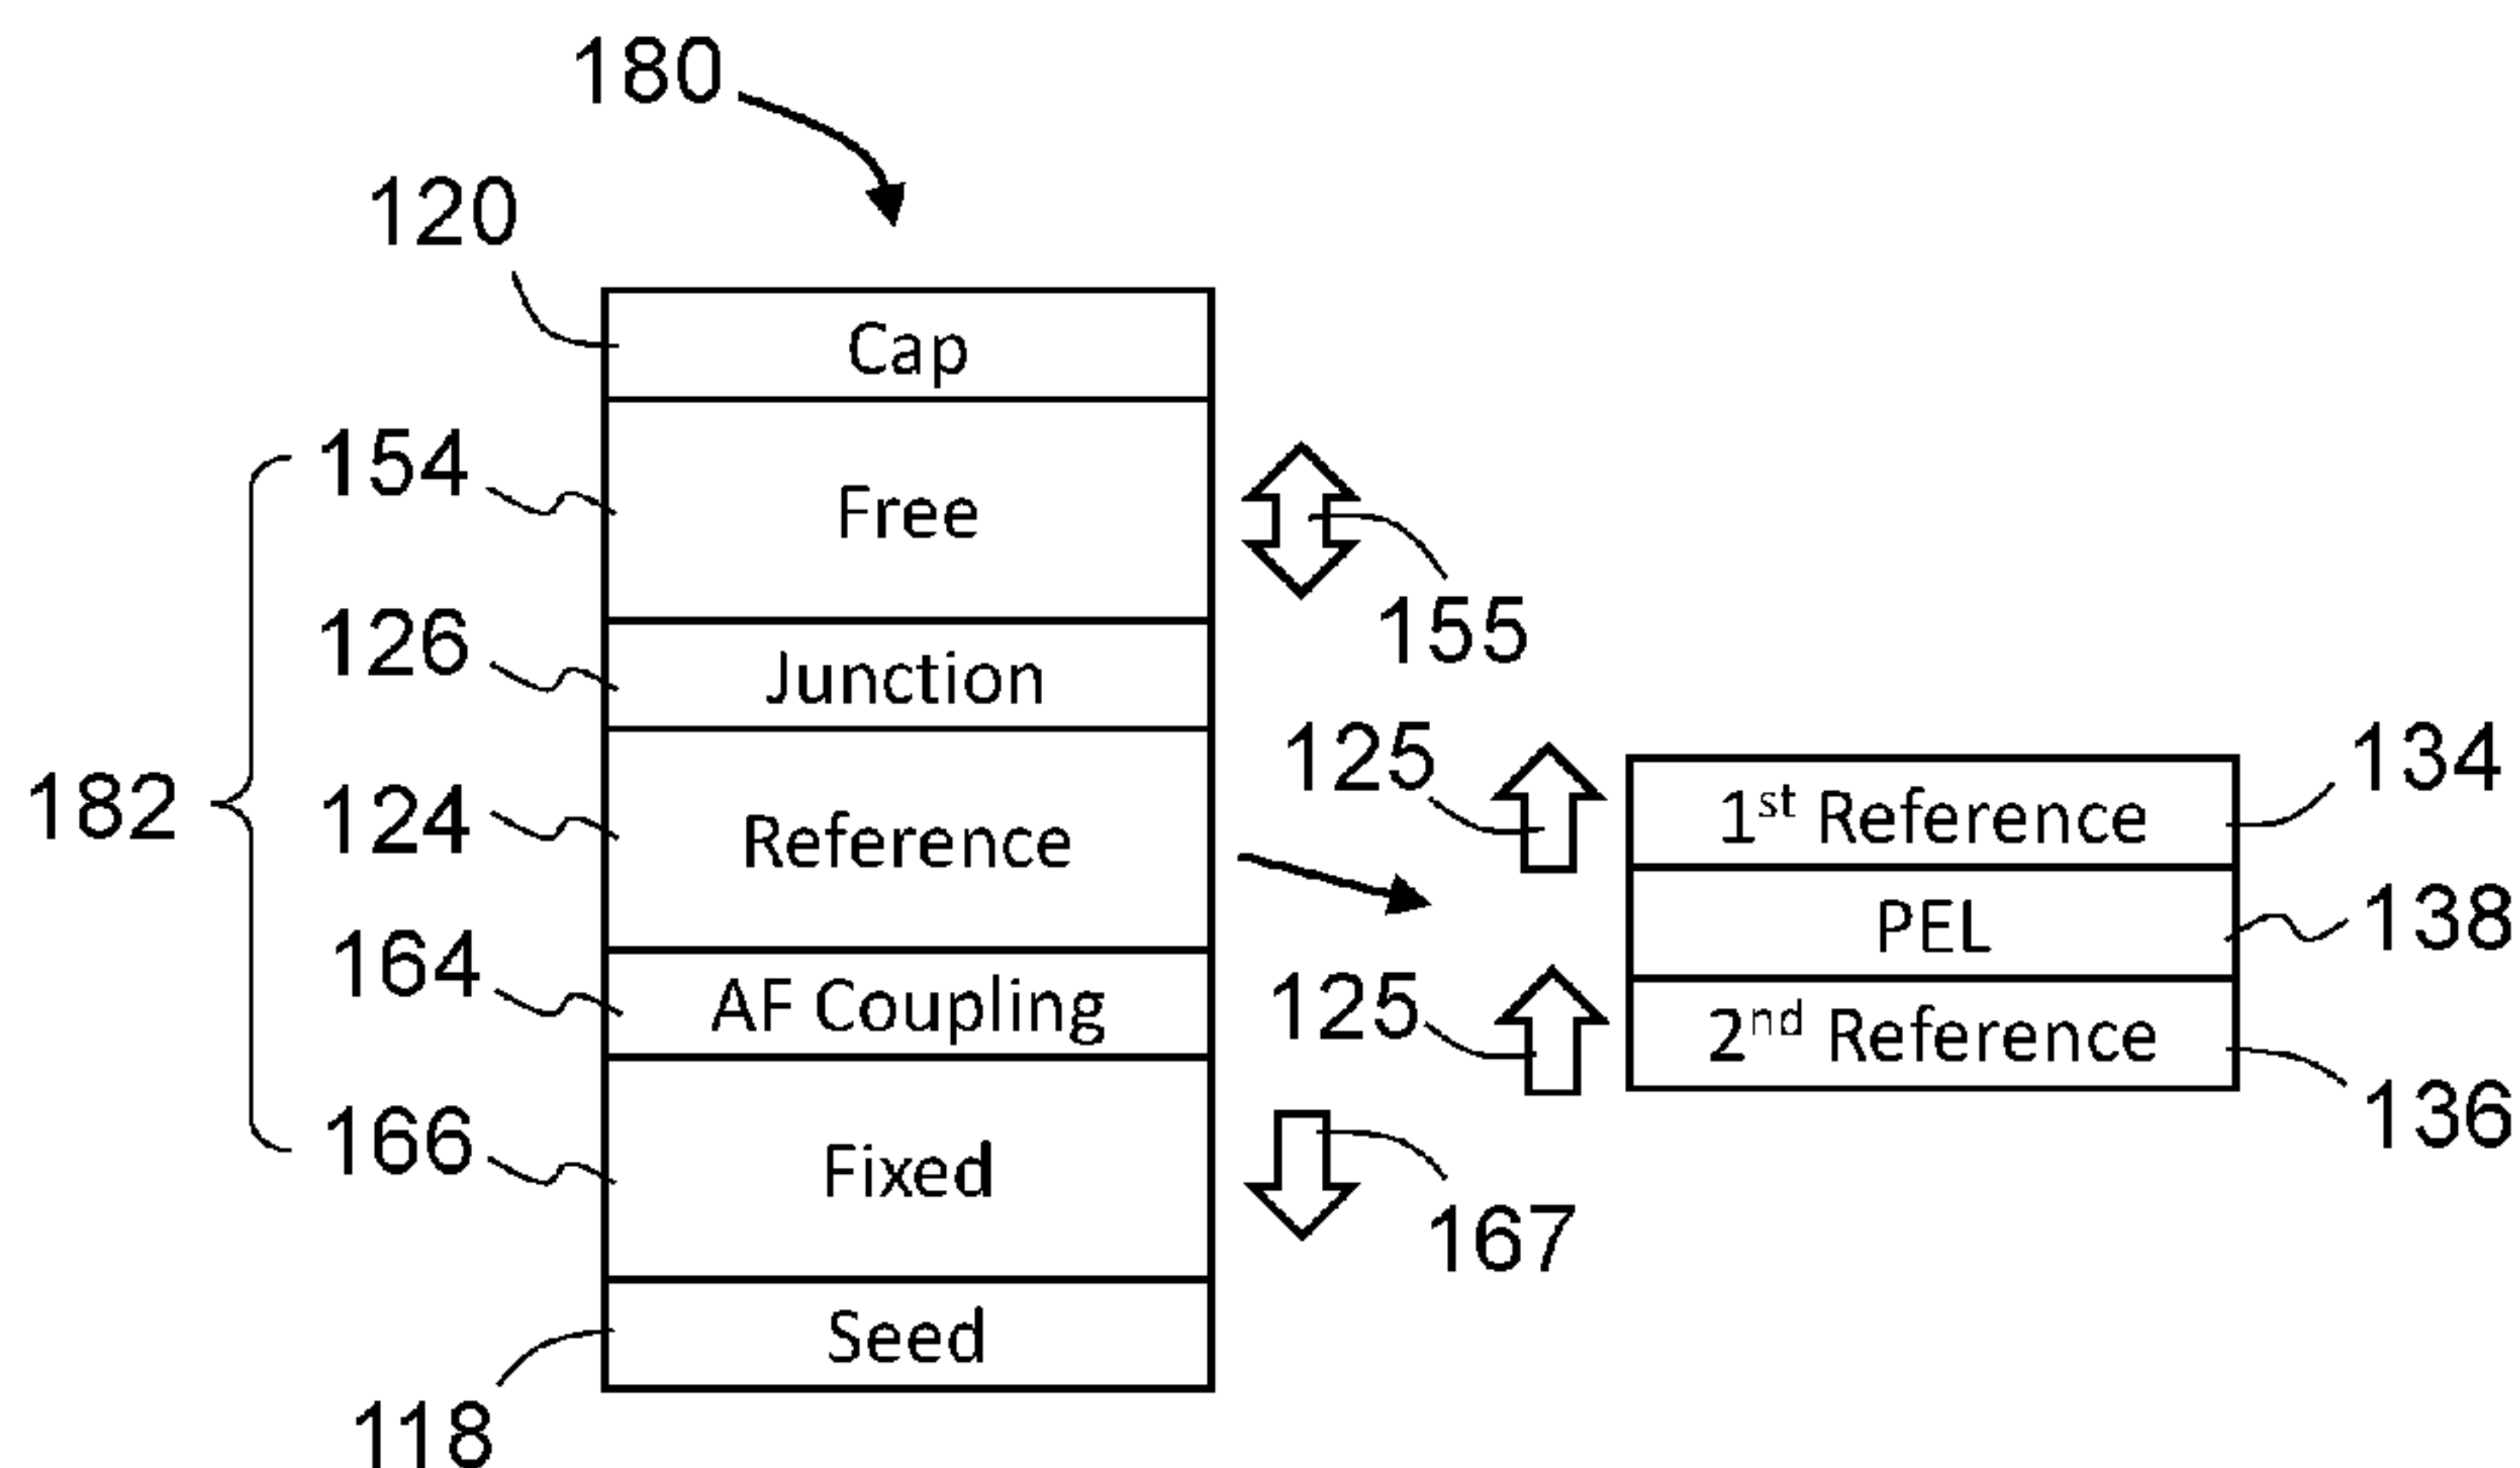 180
120
Cap
154
Free
155
126
Junction
182
124
Reference
125
1st Reference
134
PEL
138
164
AF Coupling
125
2nd Reference
136
166
Fixed
167
Seed
118